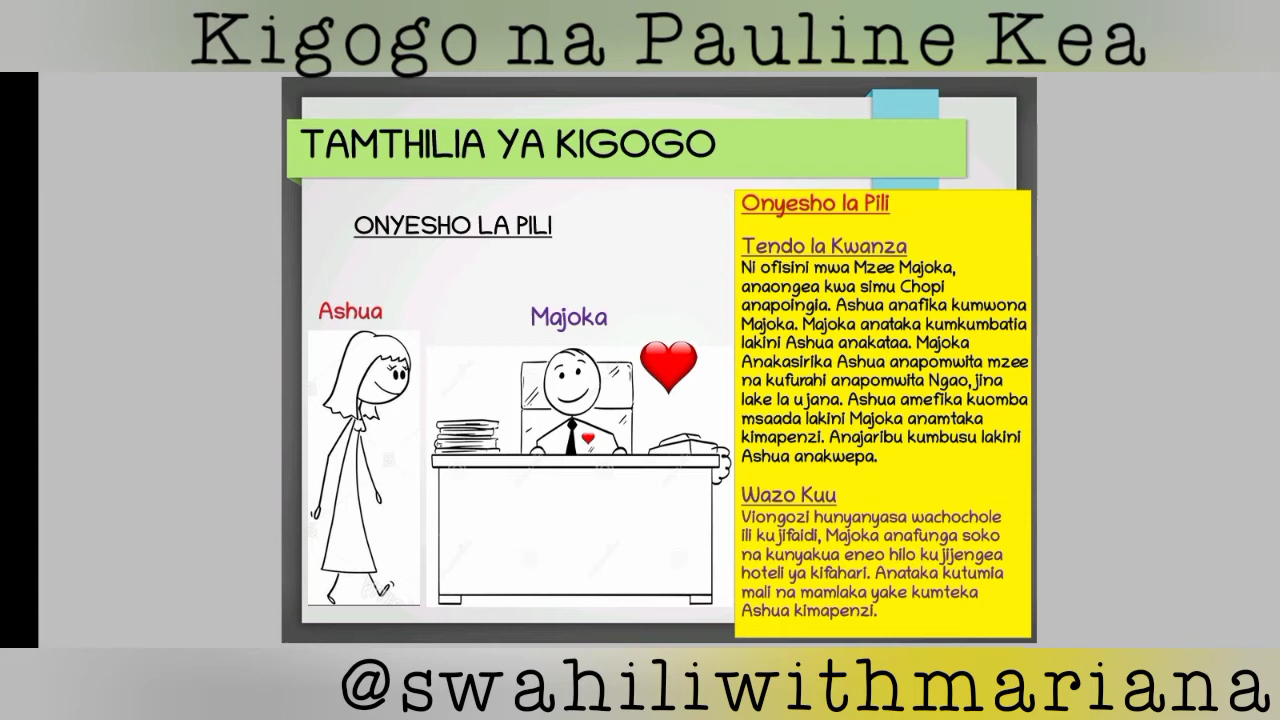 Kigogo na Pauline Kea
TAMTHILIA YA KIGOGO
ONYESHO LA PILI
Ashua
Majoka
Onyesho la Pili
Tendo la Kwanza
Ni ofisini mwa Mzee Majoka,
anaongea kwa simu Chopi
anapoingia. Ashua anafika kumwona
Majoka. Majoka anataka kumkumbatia
lakini Ashua anakataa. Majoka
Anakasirika Ashua anapomwita mzee
na kufurahi anapomwita Ngao, jina
lake la ujana. Ashua amefika kuomba
msaada lakini Majoka anamtaka
kimapenzi. Anajaribu kumbusu lakini
Ashua anakwepa.
Wazo Kuu
Viongozi hunyanyasa wachochole
ili kujifaidi, Majoka anafunga soko
na kunyakua eneo hilo kujijengea
hoteli ya kifahari. Anataka kutumia
mali na mamlaka yake kumteka
Ashua kimapenzi.
@swahiliwithmariana